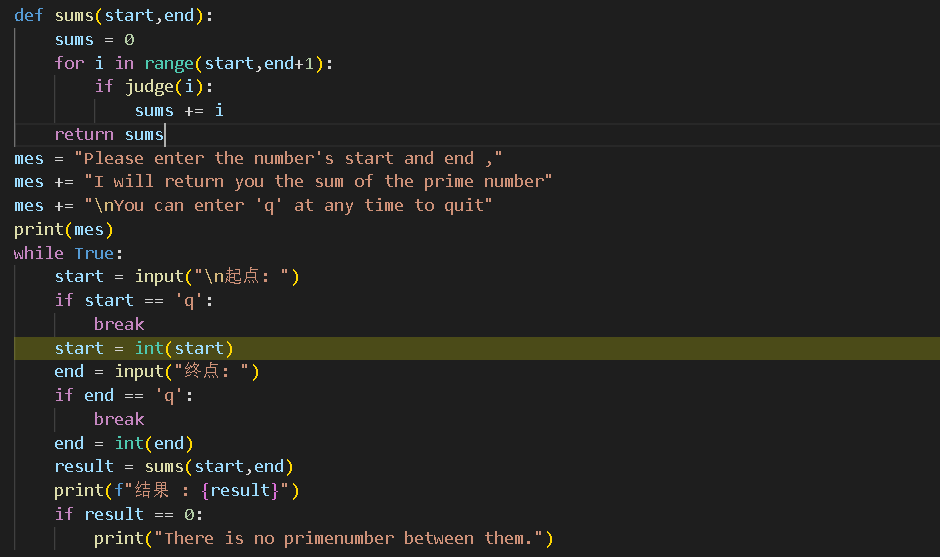 def sums(start,end):
    sums = 0
    for i in range(start,end+1):
        if judge(i):
            sums += i
    return sums
mes = "Please enter the number's start and end ,"
mes += "I will return you the sum of the prime number"
mes += "\nYou can enter 'q' at any time to quit"
print(mes)
while True:
    start = input("\n起点: ")
    if start == 'q':
        break
    start = int(start)
    end = input("终点: ")
    if end == 'q':
        break
    end = int(end)
    result = sums(start,end)
    print(f"结果 : {result}")
    if result == 0:
        print("There is no primenumber between them.")